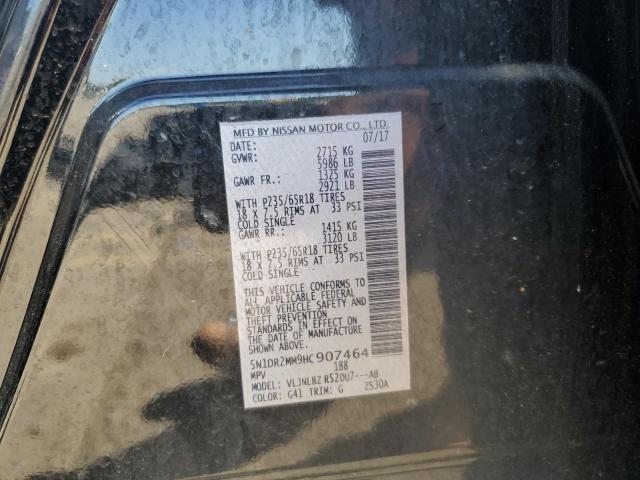 MFD BY NISSAN MOTOR CO., LTD.
DATE: 07/17
GVWR: 2715 KG
5986 LB
GAWR FR.: 1325 KG
2921 LB
WITH P235/65R18 TIRES
18 X 7.5 RIMS AT 33 PSI
COLD SINGLE
GAWR RR.: 1415 KG
3120 LB
WITH P235/65R18 TIRES
18 X 7.5 RIMS AT 33 PSI
COLD SINGLE
THIS VEHICLE CONFORMS TO
ALL APPLICABLE FEDERAL
MOTOR VEHICLE SAFETY AND
THEFT PREVENTION
STANDARDS IN EFFECT ON
THE DATE OF MANUFACTURE
SHOWN ABOVE.
5N1DR2MM9HC907464
MPV 188
MODEL: VLJNLBZ R52DU7---AB
COLOR: G41 TRIM: G 2S30A